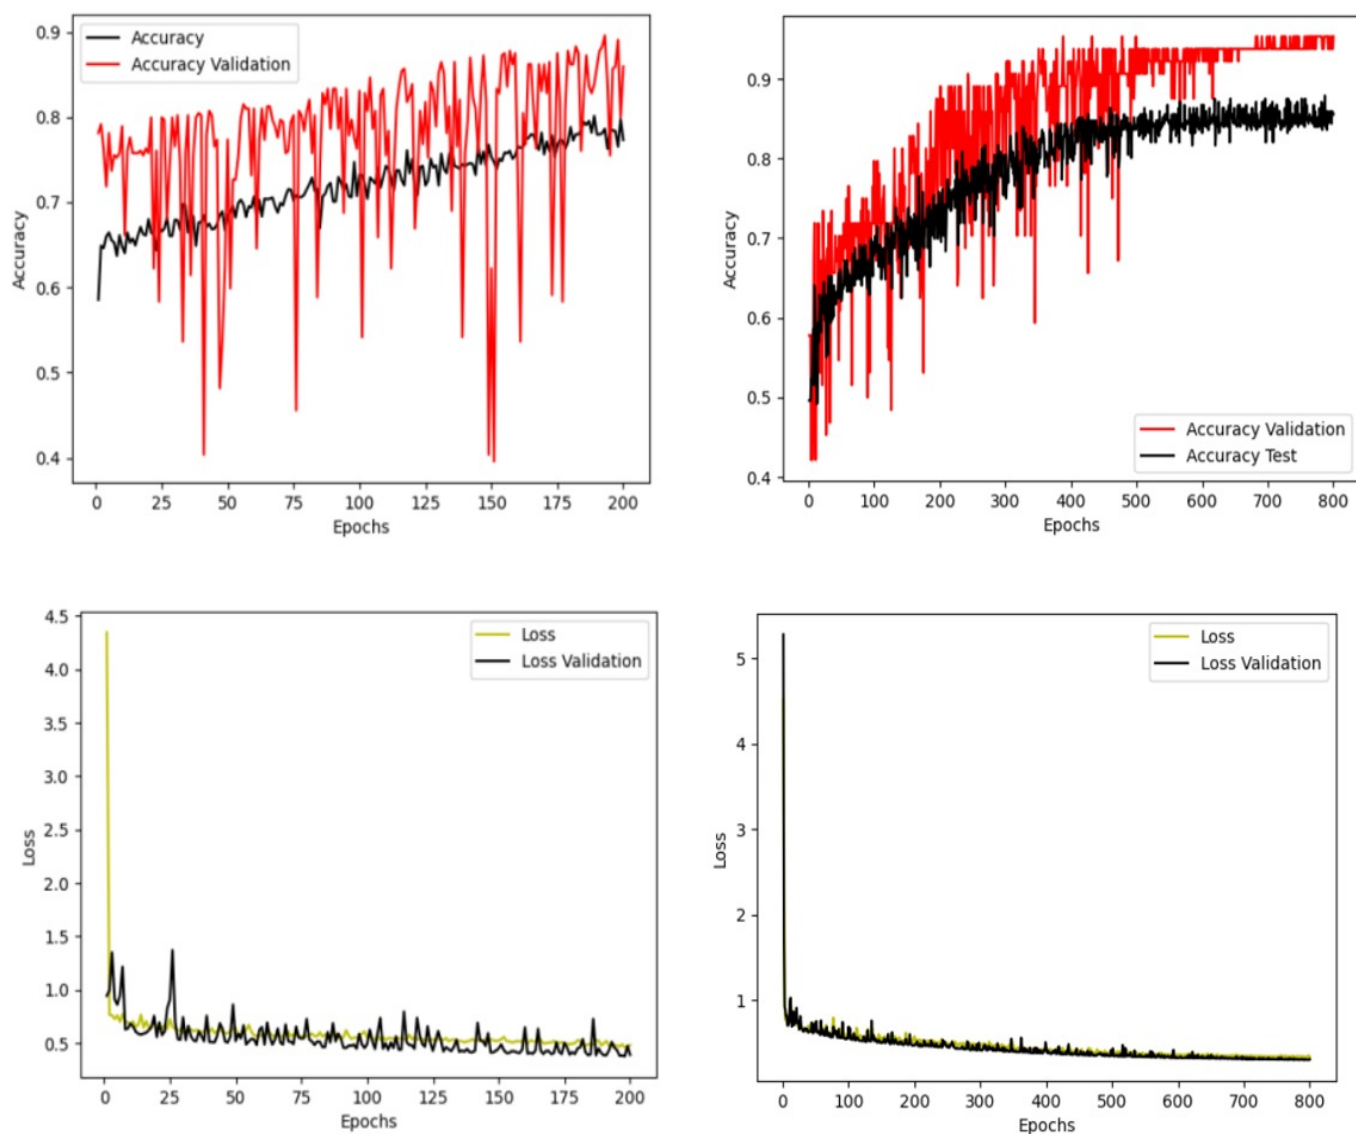 0.9
0.8
0.7
0.6
0.5
0.4
Accuracy
Accuracy
Accuracy Validation
0 25 50 75 100 125 150 175 200
Epochs
0.9
0.8
0.7
0.6
0.5
0.4
Accuracy
Accuracy Validation
Accuracy Test
0 100 200 300 400 500 600 700 800
Epochs
4.5
4.0
3.5
3.0
2.5
2.0
1.5
1.0
0.5
Loss
Loss
Loss Validation
0 25 50 75 100 125 150 175 200
Epochs
5
4
3
2
1
Loss
Loss
Loss Validation
0 100 200 300 400 500 600 700 800
Epochs